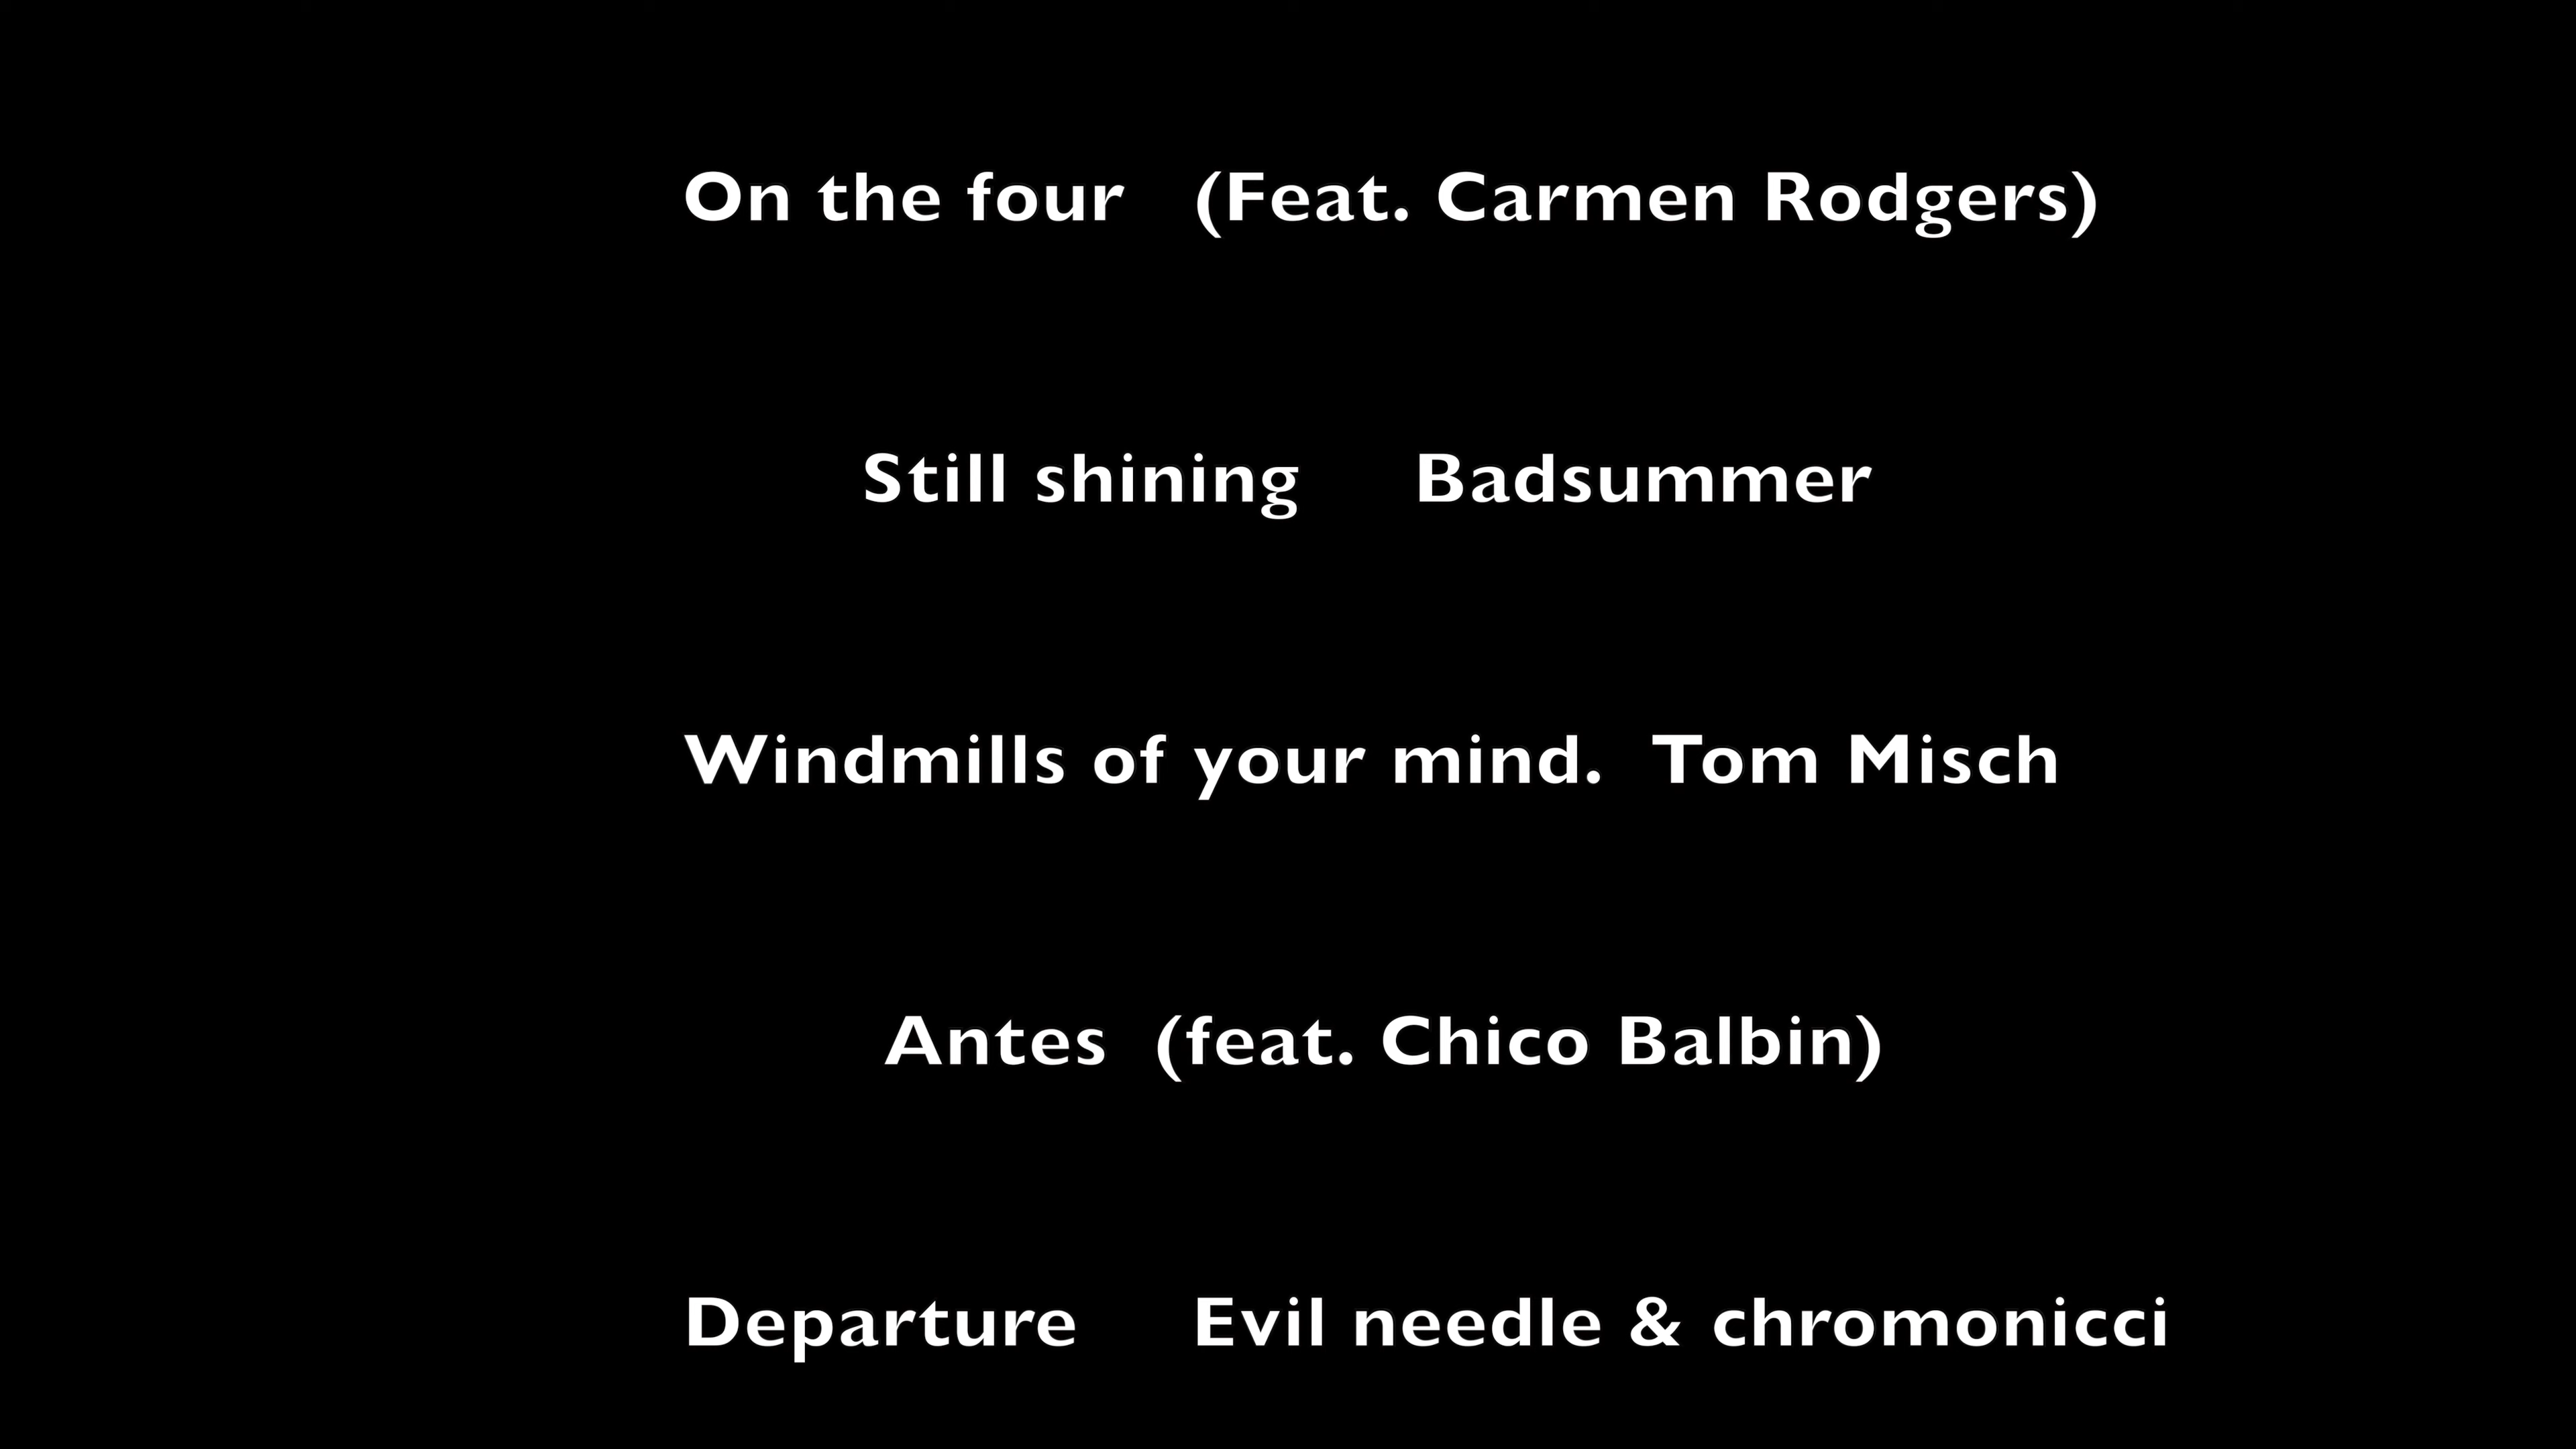 On the four (Feat. Carmen Rodgers)
Still shining Badsummer
Windmills of your mind. Tom Misch
Antes (feat. Chico Balbin)
Departure Evil needle & chromonicci